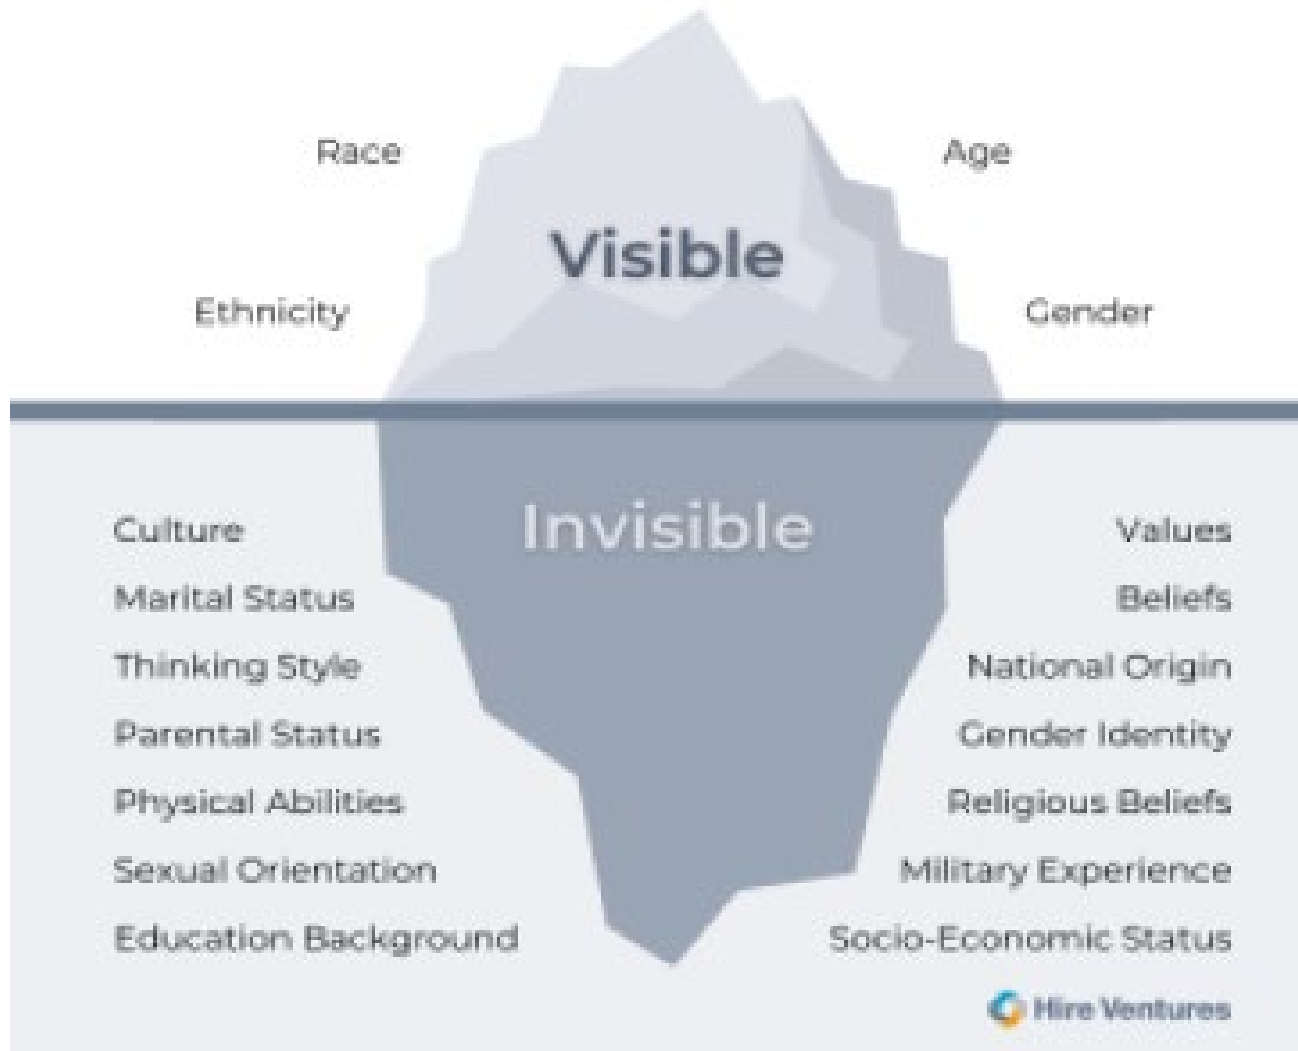 Race
Age
Visible
Ethnicity
Gender
Invisible
Culture
Values
Marital Status
Beliefs
Thinking Style
National Origin
Parental Status
Gender Identity
Physical Abilities
Religious Beliefs
Sexual Orientation
Military Experience
Education Background
Socio-Economic Status
Hire Ventures